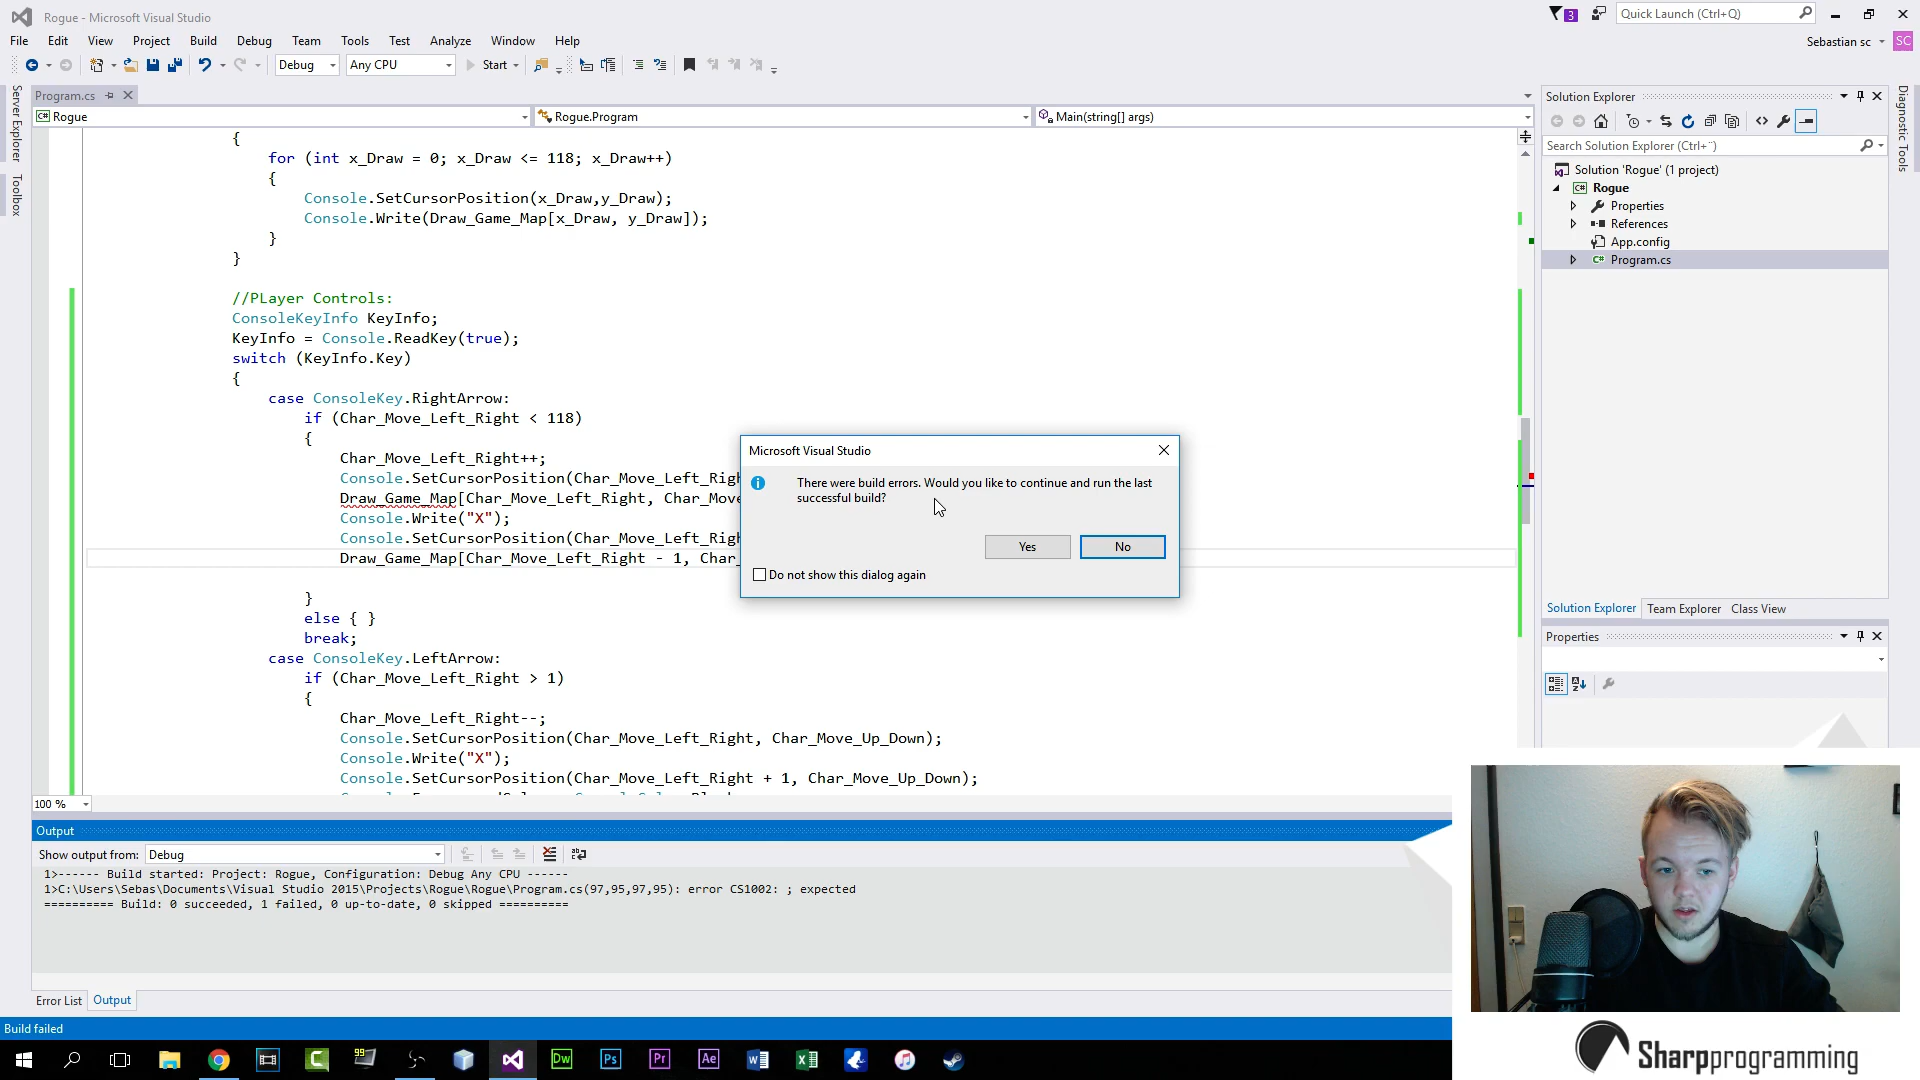 Rogue - Microsoft Visual Studio
3
Quick Launch (Ctrl+Q)
File Edit View Project Build Debug Team Tools Test Analyze Window Help
Sebastian sc
SC
Debug Any CPU Start
Server Explorer
Toolbox
Program.cs
Rogue
Rogue.Program
Main(string[] args)
{
for (int x_Draw = 0; x_Draw <= 118; x_Draw++)
{
Console.SetCursorPosition(x_Draw,y_Draw);
Console.Write(Draw_Game_Map[x_Draw, y_Draw]);
}
}
//PLayer Controls:
ConsoleKeyInfo KeyInfo;
KeyInfo = Console.ReadKey(true);
switch (KeyInfo.Key)
{
case ConsoleKey.RightArrow:
if (Char_Move_Left_Right < 118)
{
Char_Move_Left_Right++;
Console.SetCursorPosition(Char_Move_Left_Righ
Draw_Game_Map[Char_Move_Left_Right, Char_Move
Console.Write("X");
Console.SetCursorPosition(Char_Move_Left_Righ
Draw_Game_Map[Char_Move_Left_Right - 1, Char_
}
else { }
break;
case ConsoleKey.LeftArrow:
if (Char_Move_Left_Right > 1)
{
Char_Move_Left_Right--;
Console.SetCursorPosition(Char_Move_Left_Right, Char_Move_Up_Down);
Console.Write("X");
Console.SetCursorPosition(Char_Move_Left_Right + 1, Char_Move_Up_Down);
100 %
Microsoft Visual Studio
There were build errors. Would you like to continue and run the last
successful build?
Yes
No
Do not show this dialog again
Output
Show output from: Debug
1>------ Build started: Project: Rogue, Configuration: Debug Any CPU ------
1>C:\Users\Sebas\Documents\Visual Studio 2015\Projects\Rogue\Rogue\Program.cs(97,95,97,95): error CS1002: ; expected
========== Build: 0 succeeded, 1 failed, 0 up-to-date, 0 skipped ==========
Error List Output
Build failed
Solution Explorer
Search Solution Explorer (Ctrl+¨)
Solution 'Rogue' (1 project)
C# Rogue
Properties
References
App.config
C# Program.cs
Solution Explorer Team Explorer Class View
Properties
Diagnostic Tools
99
Dw
Ps
Pr
Ae
Sharpprogramming